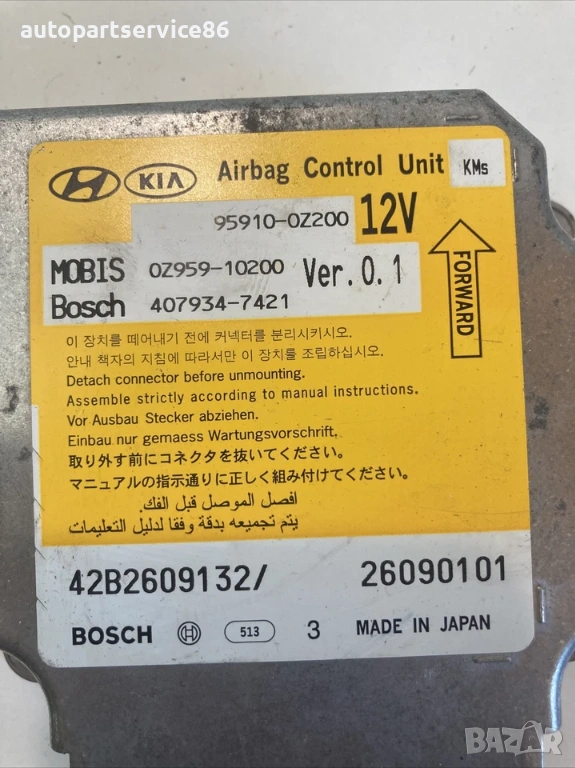 autopartservice86
KIA Airbag Control Unit KMs
95910-0Z200 12V
MOBIS 0Z959-10200 Ver.0.1
Bosch 407934-7421
FORWARD
이 장치를 떼어내기 전에 커넥터를 분리시키시오.
안내 책자의 지침에 따라서만 이 장치를 조립하십시오.
Detach connector before unmounting.
Assemble strictly according to manual instructions.
Vor Ausbau Stecker abziehen.
Einbau nur gemaess Wartungsvorschrift.
取り外す前にコネクタを抜いてください。
マニュアルの指示通りに正しく組み付けてください。
افصل الموصل قبل الفك.
يتم تجميعه بدقة وفقا لدليل التعليمات
42B2609132/ 26090101
BOSCH 513 3 MADE IN JAPAN
BAZAR